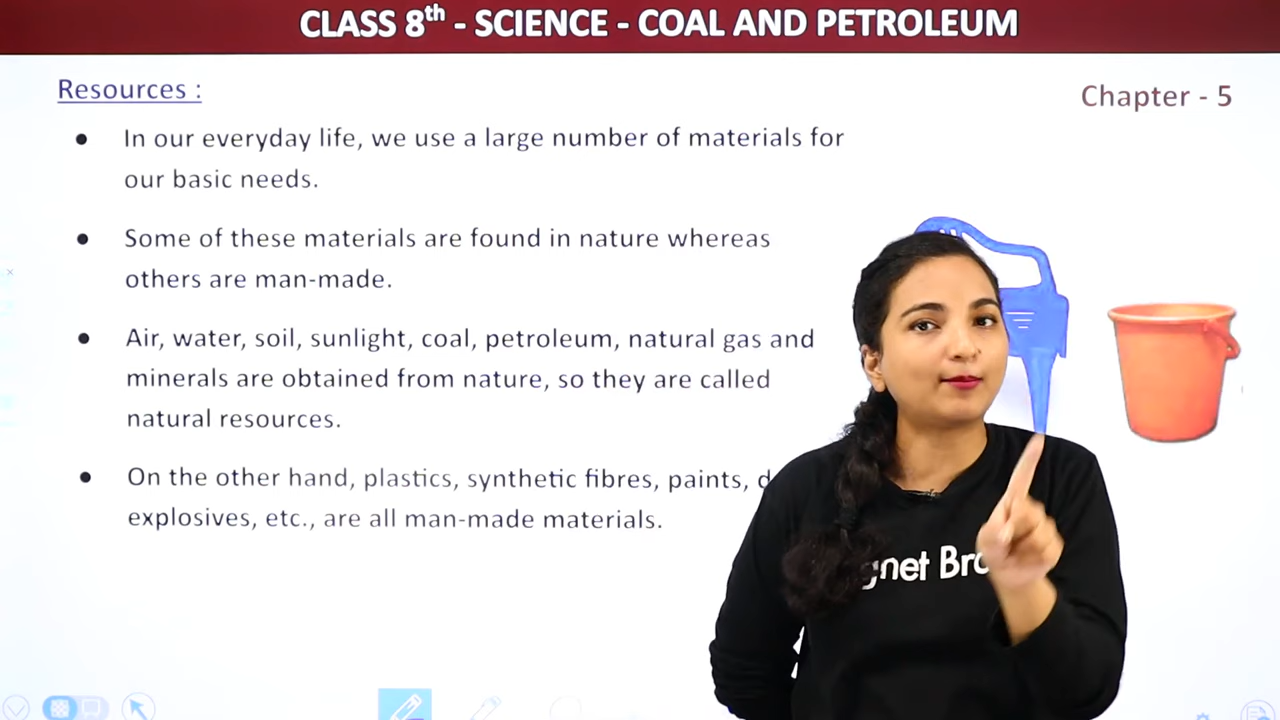 CLASS 8th - SCIENCE - COAL AND PETROLEUM
Resources :
Chapter - 5
● In our everyday life, we use a large number of materials for
our basic needs.
● Some of these materials are found in nature whereas
others are man-made.
● Air, water, soil, sunlight, coal, petroleum, natural gas and
minerals are obtained from nature, so they are called
natural resources.
● On the other hand, plastics, synthetic fibres, paints,
explosives, etc., are all man-made materials.